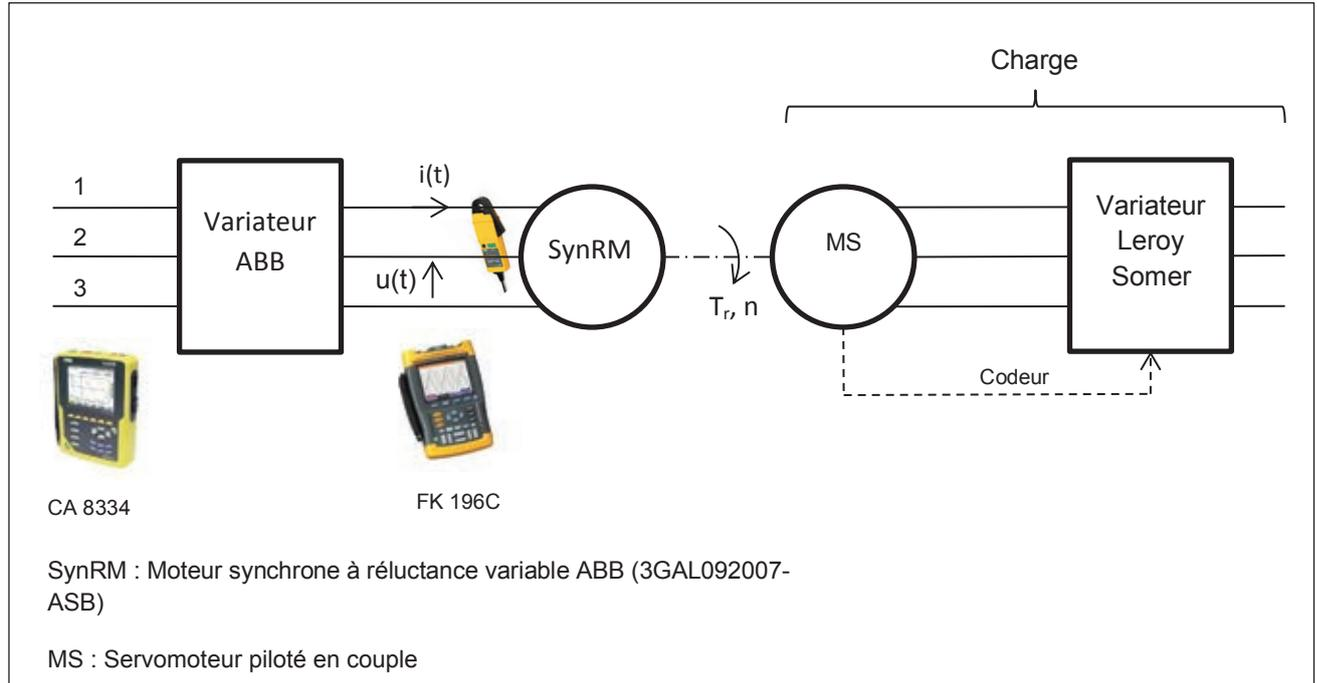 Charge
1
2
3
Variateur
ABB
i(t)
u(t)
SynRM
T_r, n
MS
Variateur
Leroy
Somer
Codeur
CA 8334
FK 196C
SynRM : Moteur synchrone à réluctance variable ABB (3GAL092007-
ASB)
MS : Servomoteur piloté en couple